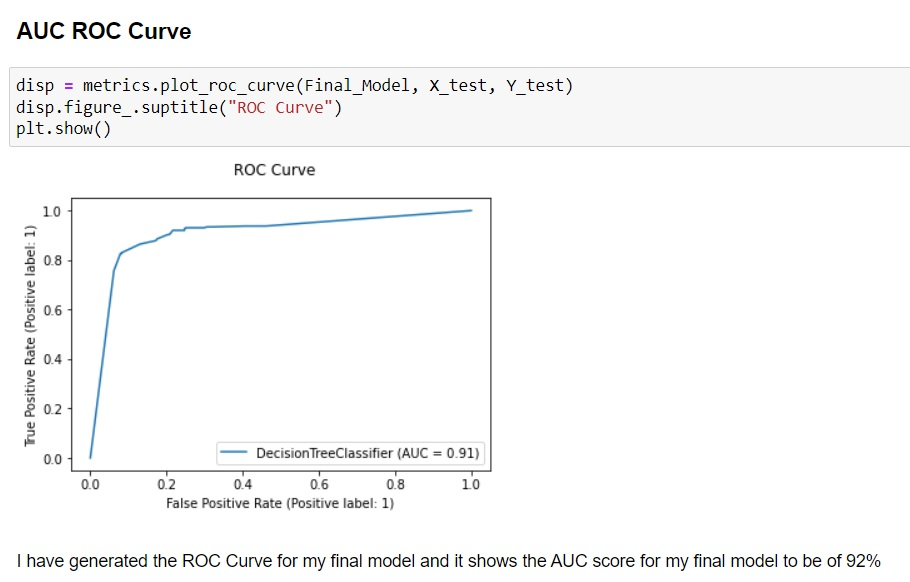 AUC ROC Curve
disp = metrics.plot_roc_curve(Final_Model, X_test, Y_test)
disp.figure_.suptitle("ROC Curve")
plt.show()
ROC Curve
True Positive Rate (Positive label: 1)
1.0
0.8
0.6
0.4
0.2
0.0
DecisionTreeClassifier (AUC = 0.91)
0.0 0.2 0.4 0.6 0.8 1.0
False Positive Rate (Positive label: 1)
I have generated the ROC Curve for my final model and it shows the AUC score for my final model to be of 92%